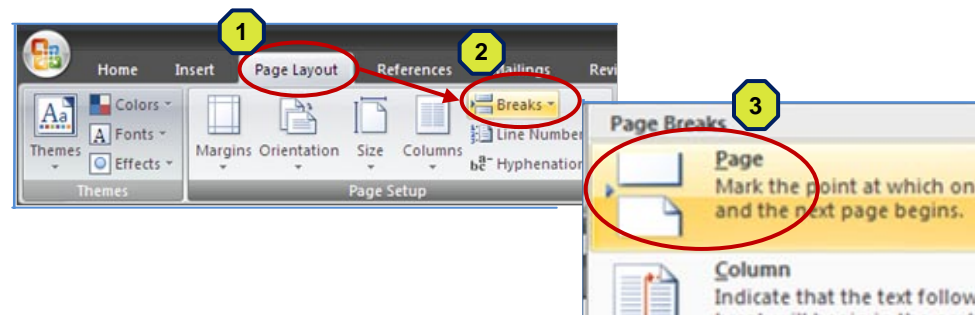 1
2
Home Insert Page Layout References Mailings
Aa Colors
A Fonts
Effects
Themes
Margins Orientation Size Columns
Breaks
Line Number
Hyphenation
Themes
Page Setup
3
Page Breaks
Page
Mark the point at which on
and the next page begins.
Column
Indicate that the text follow